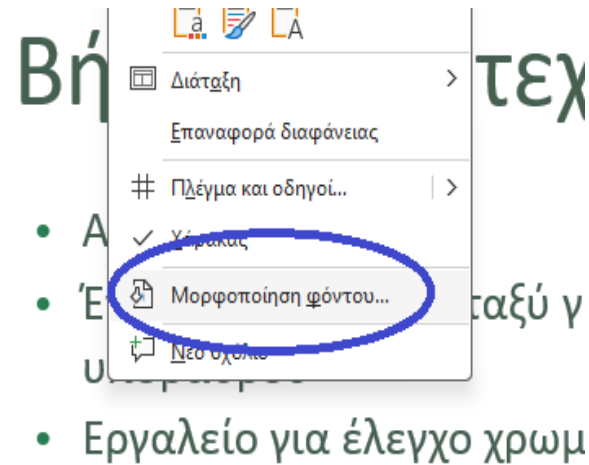 Βή τεχ
Διάταξη
Επαναφορά διαφάνειας
Πλέγμα και οδηγοί...
Α Χάρακας
Έ Μορφοποίηση φόντου... ταξύ γ
Νέο σχόλιο
Εργαλείο για έλεγχο χρωμ